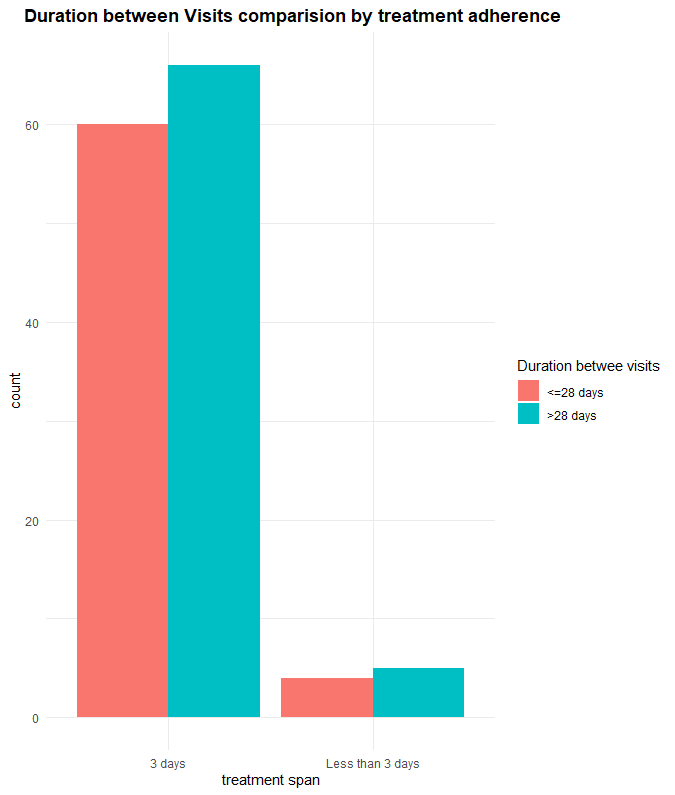 Duration between Visits comparision by treatment adherence
60
40
20
0
count
3 days
Less than 3 days
treatment span
Duration betwee visits
<=28 days
>28 days